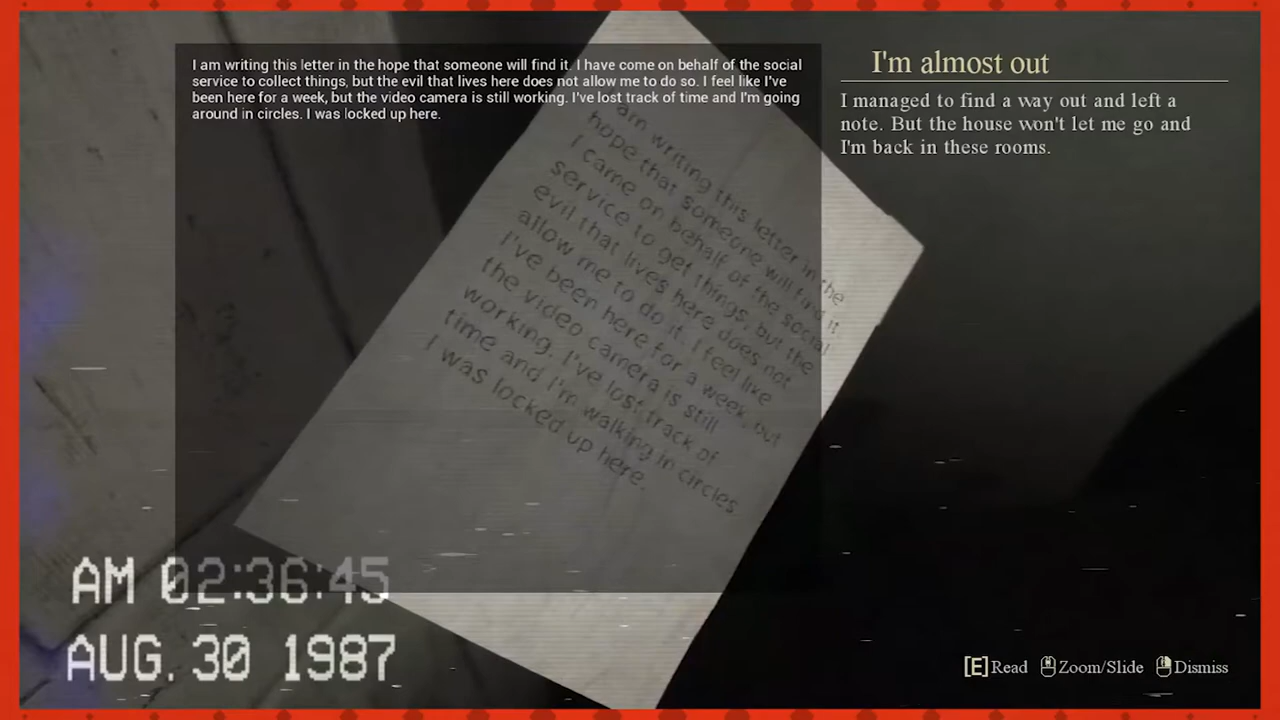 I am writing this letter in the hope that someone will find it. I have come on behalf of the social
service to collect things, but the evil that lives here does not allow me to do so. I feel like I've
been here for a week, but the video camera is still working. I've lost track of time and I'm going
around in circles. I was locked up here.
I'm almost out
I managed to find a way out and left a
note. But the house won't let me go and
I'm back in these rooms.
am writing this letter in the
hope that someone will find it
I came on behalf of the social
service to get things, but the
evil that lives here does not
allow me to do it. I feel like
I've been here for a week, but
the video camera is still
working. I've lost track of
time and I'm walking in circles
I was locked up here.
AM 02:36:45
AUG. 30 1987
[E]Read Zoom/Slide Dismiss